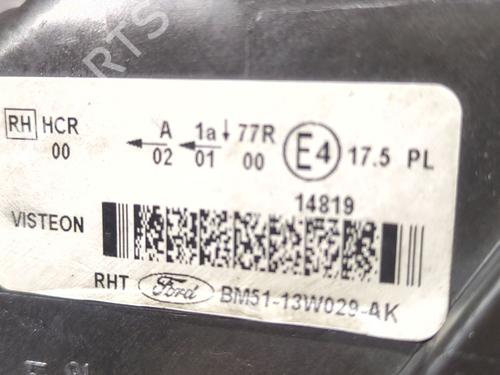 RH HCR A 1a 77R E4 17.5 PL
00 02 01 00
14819
VISTEON
RHT Ford BM51-13W029-AK
PARTS